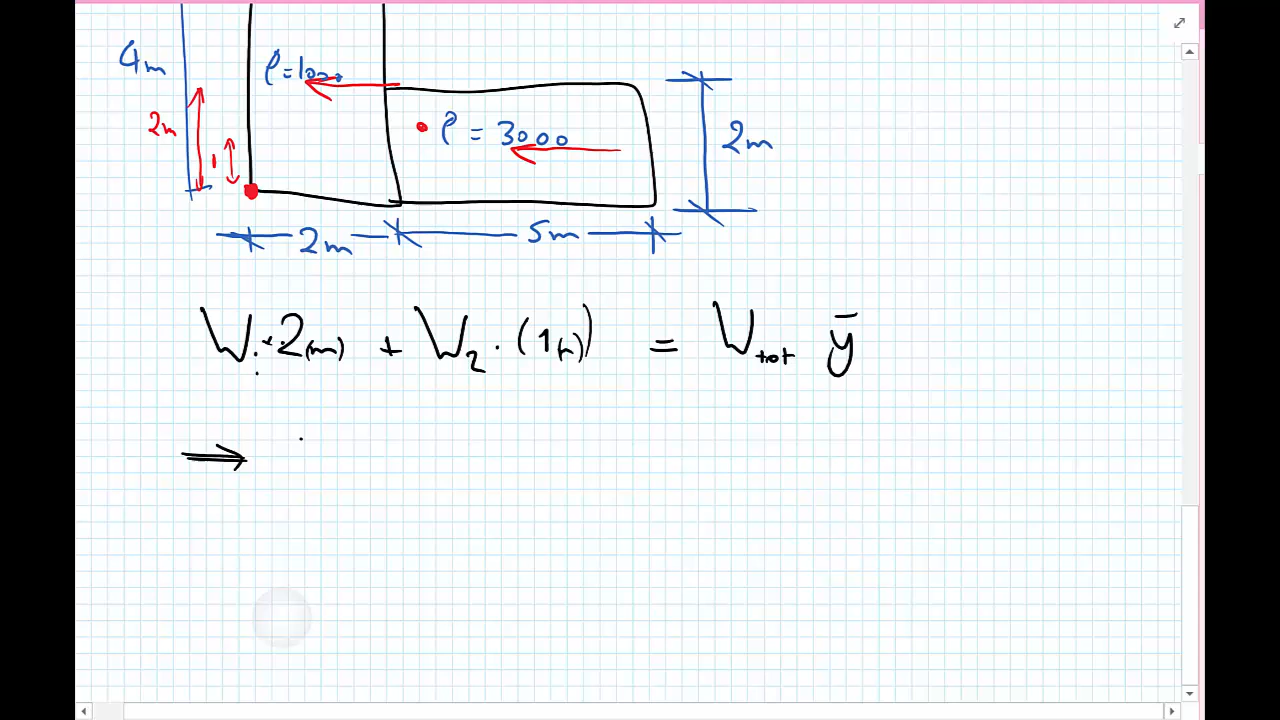 4m
ρ=1000
2m
1
ρ = 3000
2m
2m
5m
W₁·2(m) + W₂·(1m) = W_tot ȳ
⟹